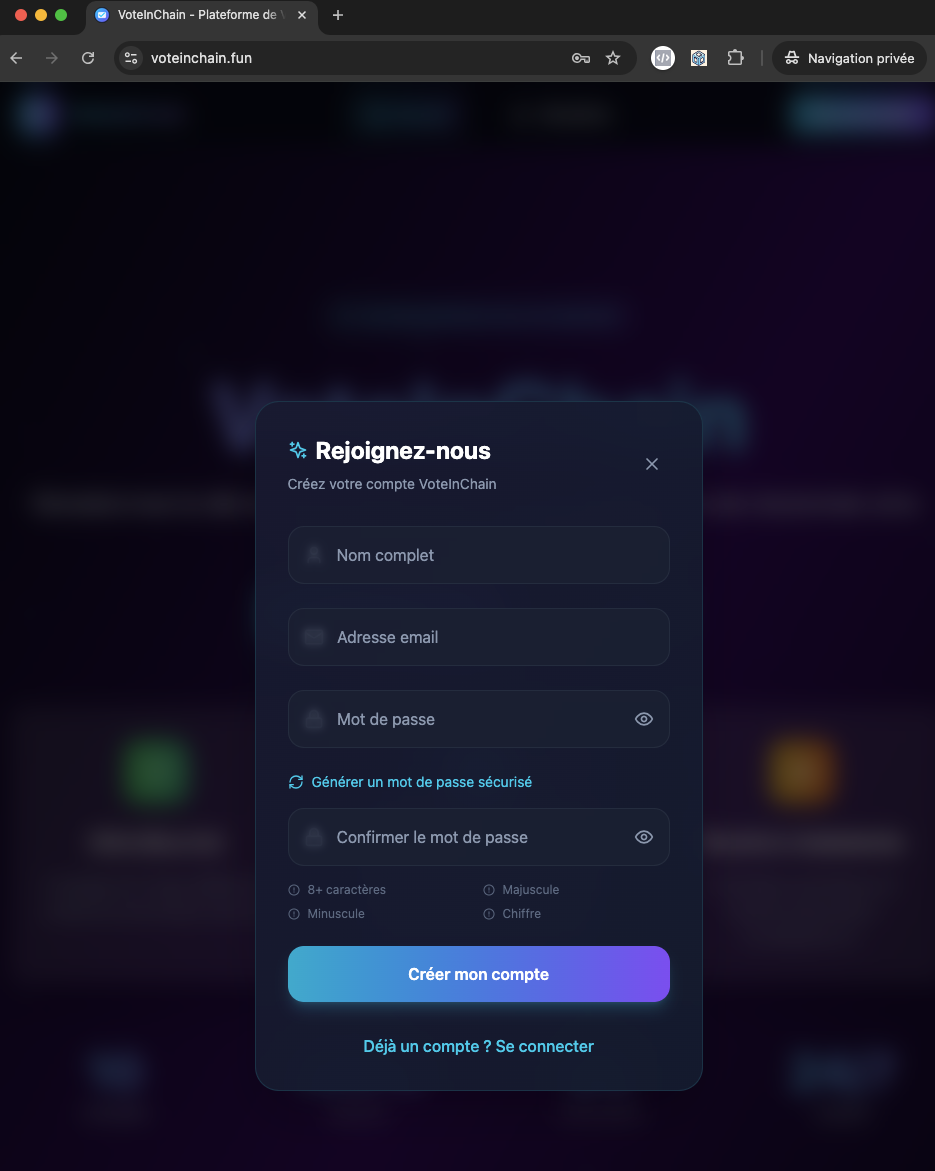 VoteInChain - Plateforme de
voteinchain.fun
Navigation privée
Rejoignez-nous
Créez votre compte VoteInChain
Nom complet
Adresse email
Mot de passe
Générer un mot de passe sécurisé
Confirmer le mot de passe
8+ caractères
Majuscule
Minuscule
Chiffre
Créer mon compte
Déjà un compte ? Se connecter